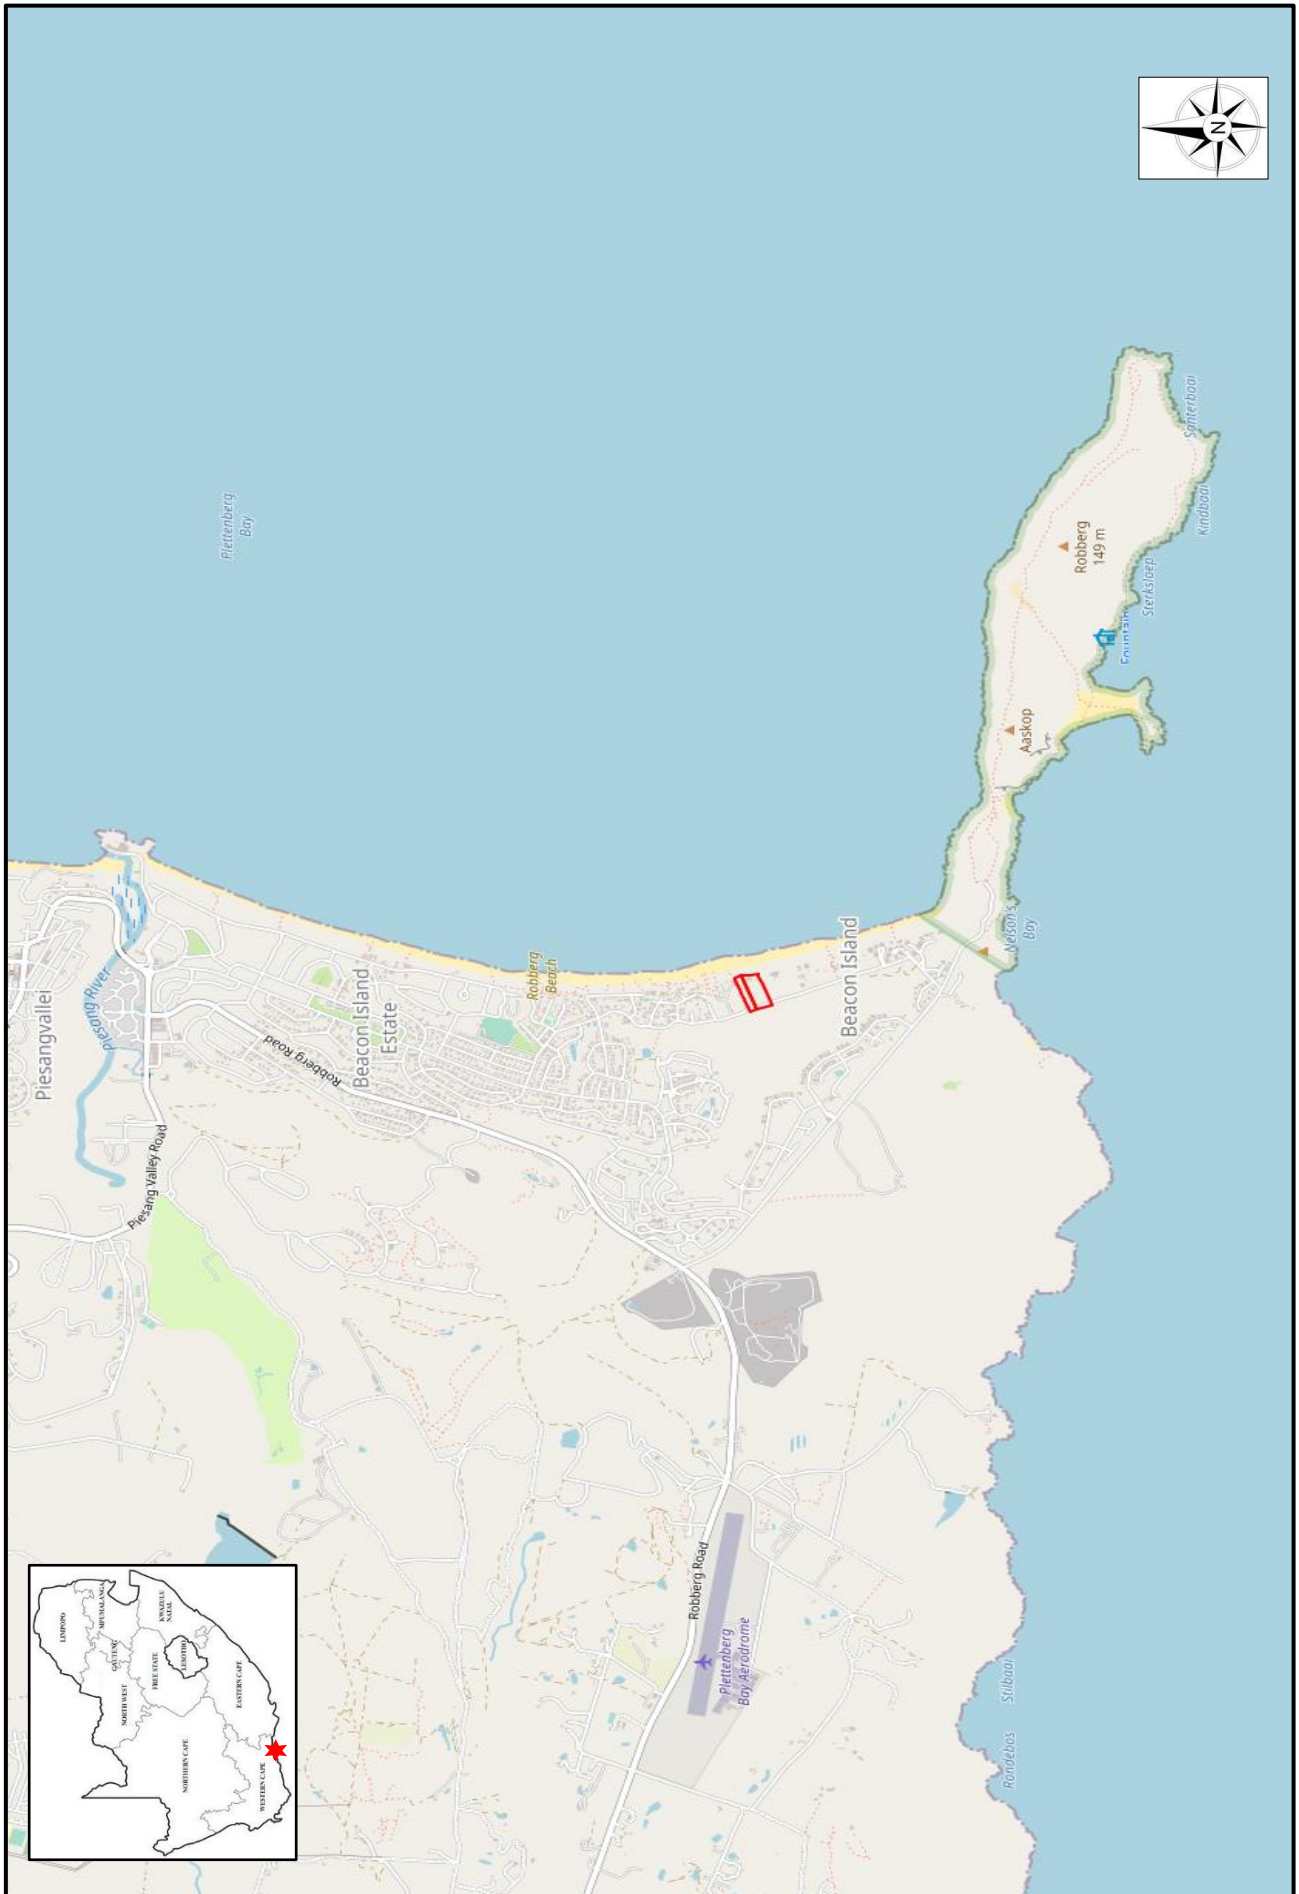 N
Plettenberg
Bay
Santerbaai
Kindbaai
Robberg
149 m
Sterksloep
Fountain
Aaskop
Nelson's
Bay
Beacon Island
Robberg
Beach
Beacon Island
Estate
Piesangvallei
Piesang River
Robberg Road
Piesang Valley Road
Robberg Road
Plettenberg
Bay Aerodrome
Stilbaai
Rondebos
LIMPOPO
MPUMALANGA
GAUTENG
NORTH WEST
FREE STATE
KWAZULU
NATAL
LESOTHO
NORTHERN CAPE
EASTERN CAPE
WESTERN CAPE